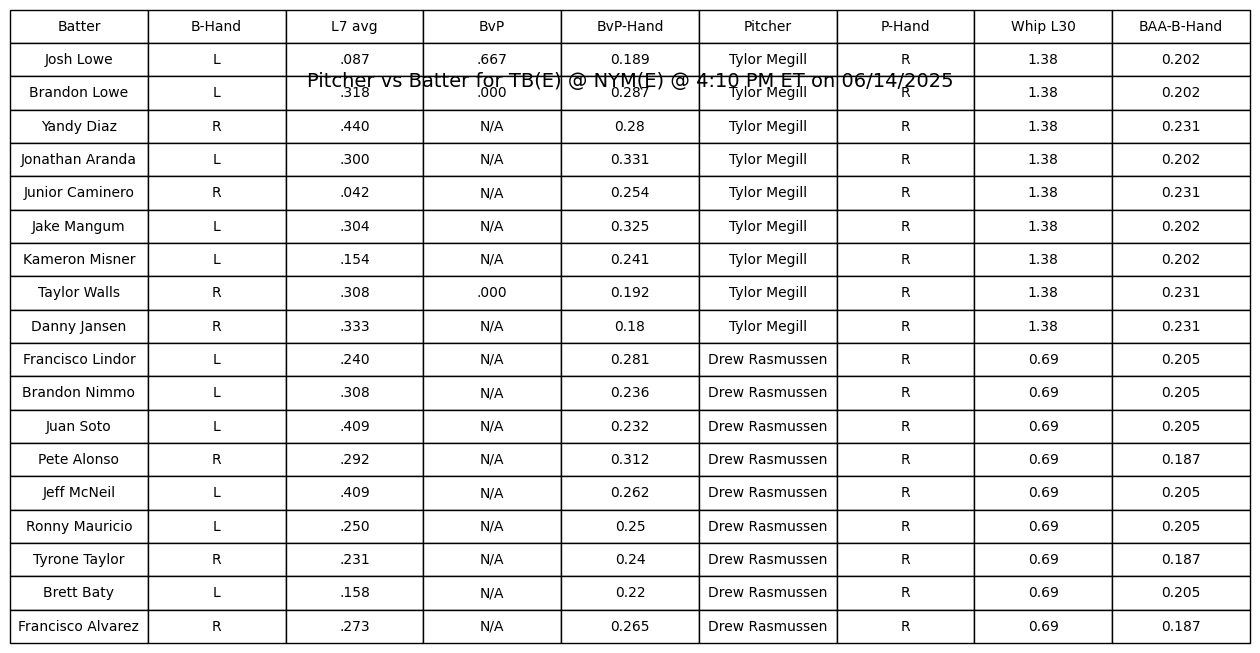 Batter B-Hand L7 avg BvP BvP-Hand Pitcher P-Hand Whip L30 BAA-B-Hand
Josh Lowe L .087 .667 0.189 Tylor Megill R 1.38 0.202
Pitcher vs Batter for TB(E) @ NYM(E) @ 4:10 PM ET on 06/14/2025
Brandon Lowe L .318 .000 0.287 Tylor Megill R 1.38 0.202
Yandy Diaz R .440 N/A 0.28 Tylor Megill R 1.38 0.231
Jonathan Aranda L .300 N/A 0.331 Tylor Megill R 1.38 0.202
Junior Caminero R .042 N/A 0.254 Tylor Megill R 1.38 0.231
Jake Mangum L .304 N/A 0.325 Tylor Megill R 1.38 0.202
Kameron Misner L .154 N/A 0.241 Tylor Megill R 1.38 0.202
Taylor Walls R .308 .000 0.192 Tylor Megill R 1.38 0.231
Danny Jansen R .333 N/A 0.18 Tylor Megill R 1.38 0.231
Francisco Lindor L .240 N/A 0.281 Drew Rasmussen R 0.69 0.205
Brandon Nimmo L .308 N/A 0.236 Drew Rasmussen R 0.69 0.205
Juan Soto L .409 N/A 0.232 Drew Rasmussen R 0.69 0.205
Pete Alonso R .292 N/A 0.312 Drew Rasmussen R 0.69 0.187
Jeff McNeil L .409 N/A 0.262 Drew Rasmussen R 0.69 0.205
Ronny Mauricio L .250 N/A 0.25 Drew Rasmussen R 0.69 0.205
Tyrone Taylor R .231 N/A 0.24 Drew Rasmussen R 0.69 0.187
Brett Baty L .158 N/A 0.22 Drew Rasmussen R 0.69 0.205
Francisco Alvarez R .273 N/A 0.265 Drew Rasmussen R 0.69 0.187